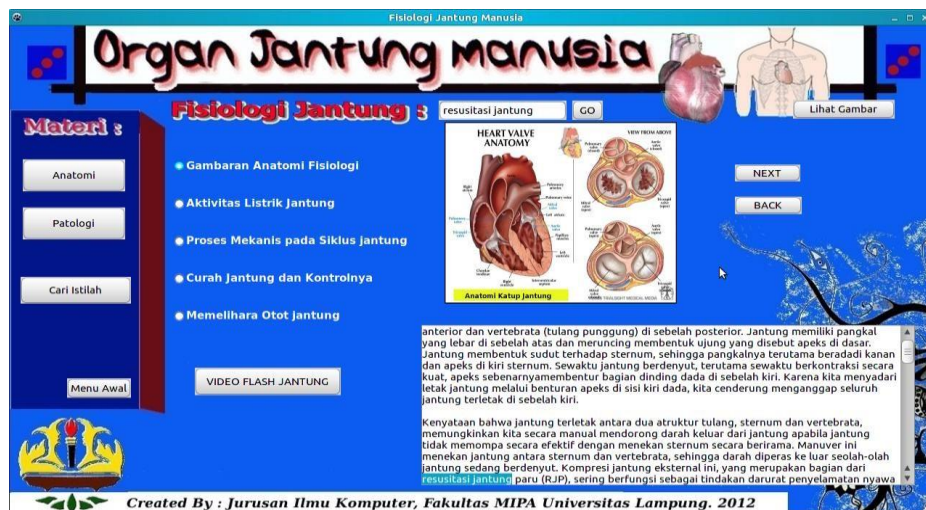 Fisiologi Jantung Manusia
Organ Jantung Manusia
Fisiologi Jantung :
resusitasi jantung
GO
Lihat Gambar
Materi :
Anatomi
Patologi
Cari Istilah
Menu Awal
Gambaran Anatomi Fisiologi
Aktivitas Listrik Jantung
Proses Mekanis pada Siklus jantung
Curah Jantung dan Kontrolnya
Memelihara Otot Jantung
VIDEO FLASH JANTUNG
HEART VALVE
ANATOMY
VIEW FROM ABOVE
Anatomi Katup Jantung
NEXT
BACK
anterior dan vertebrata (tulang punggung) di sebelah posterior. Jantung memiliki pangkal
yang lebar di sebelah atas dan meruncing membentuk ujung yang disebut apeks di dasar.
Jantung membentuk sudut terhadap sternum, sehingga pangkalnya terutama beradadi kanan
dan apeks di kiri sternum. Sewaktu jantung berdenyut, terutama sewaktu berkontraksi secara
kuat, apeks sebenarnyamembentur bagian dinding dada di sebelah kiri. Karena kita menyadari
letak jantung melalui benturan apeks di sisi kiri dada, kita cenderung menganggap seluruh
jantung terletak di sebelah kiri.
Kenyataan bahwa jantung terletak antara dua atruktur tulang, sternum dan vertebrata,
memungkinkan kita secara manual mendorong darah keluar dari jantung apabila jantung
tidak memompa secara efektif dengan menekan sternum secara berirama. Manuver ini
menekan jantung antara sternum dan vertebrata, sehingga darah diperas ke luar seolah-olah
jantung sedang berdenyut. Kompresi jantung eksternal ini, yang merupakan bagian dari
resusitasi jantung paru (RJP), sering berfungsi sebagai tindakan darurat penyelamatan nyawa
Created By : Jurusan Ilmu Komputer, Fakultas MIPA Universitas Lampung. 2012